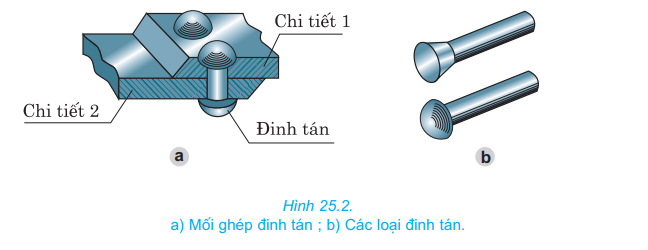 Chi tiết 1
Chi tiết 2
Đinh tán
a
b
Hình 25.2.
a) Mối ghép đinh tán ; b) Các loại đinh tán.